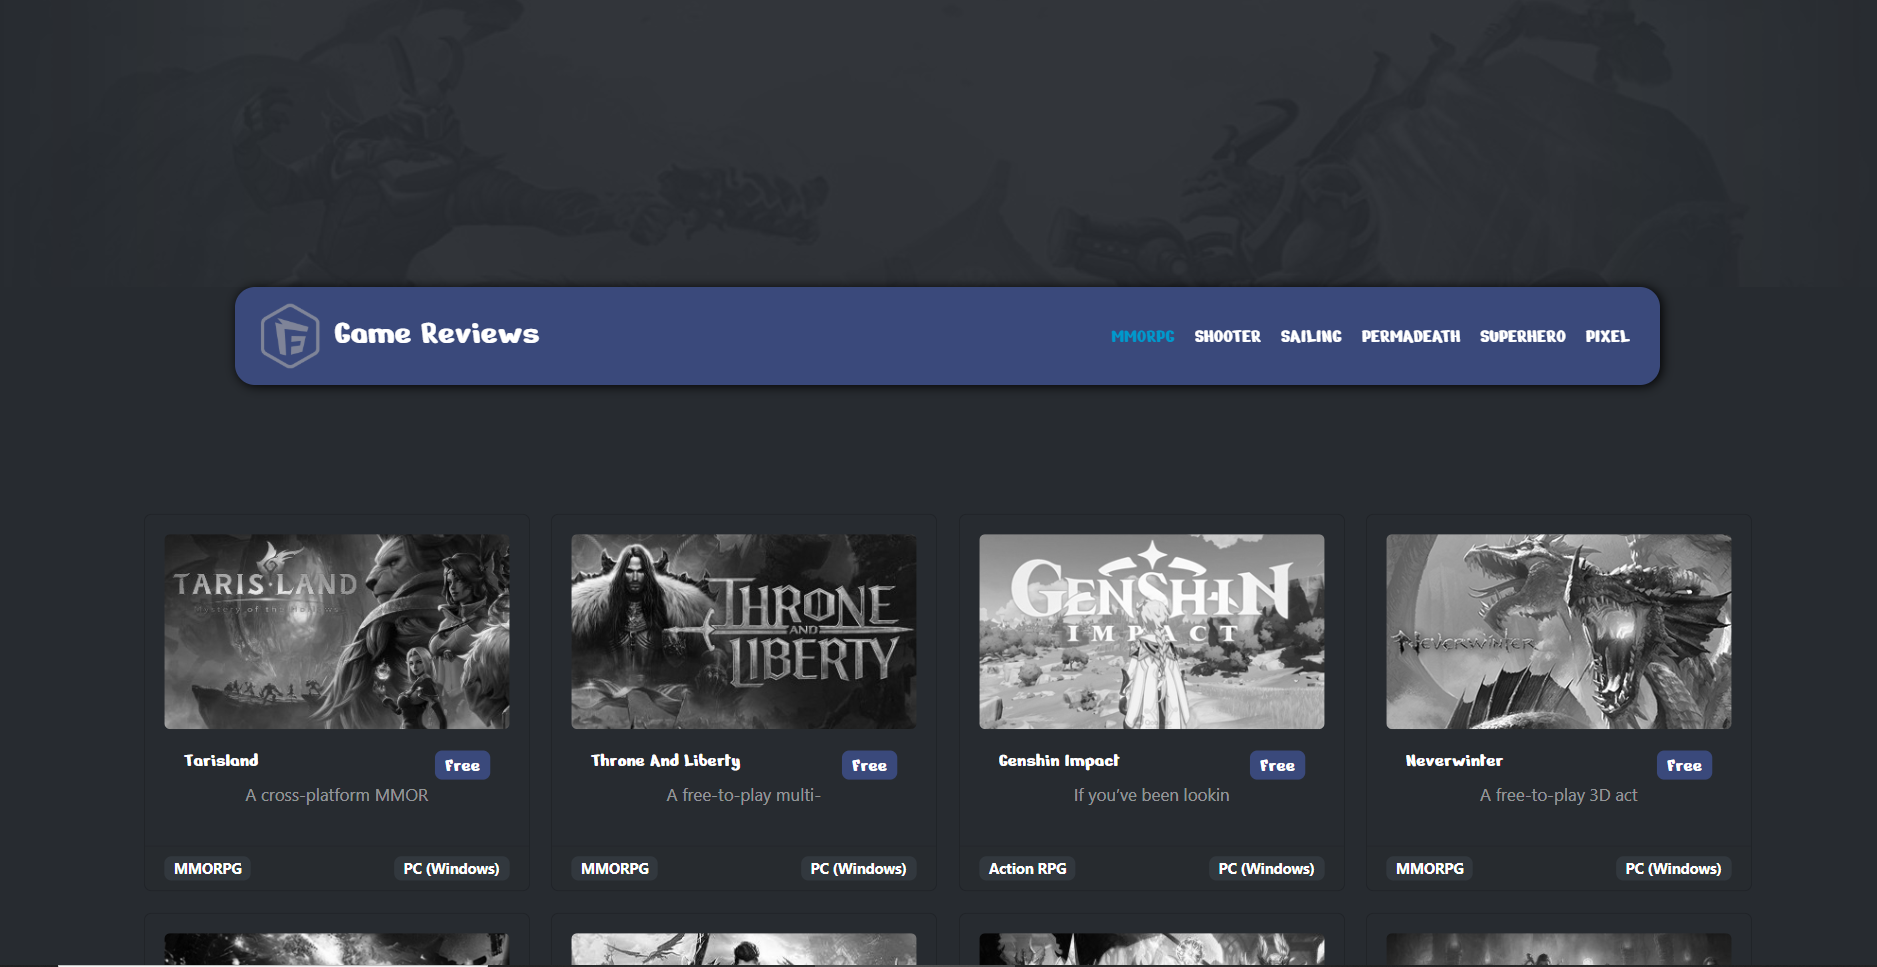 Game Reviews
MMORPG SHOOTER SAILING PERMADEATH SUPERHERO PIXEL
TARISLAND
Mystery of the Hollows
THRONE
AND
LIBERTY
GENSHIN
IMPACT
NEVERWINTER
Tarisland Free
A cross-platform MMOR
MMORPG PC (Windows)
Throne And Liberty Free
A free-to-play multi-
MMORPG PC (Windows)
Genshin Impact Free
If you’ve been lookin
Action RPG PC (Windows)
Neverwinter Free
A free-to-play 3D act
MMORPG PC (Windows)